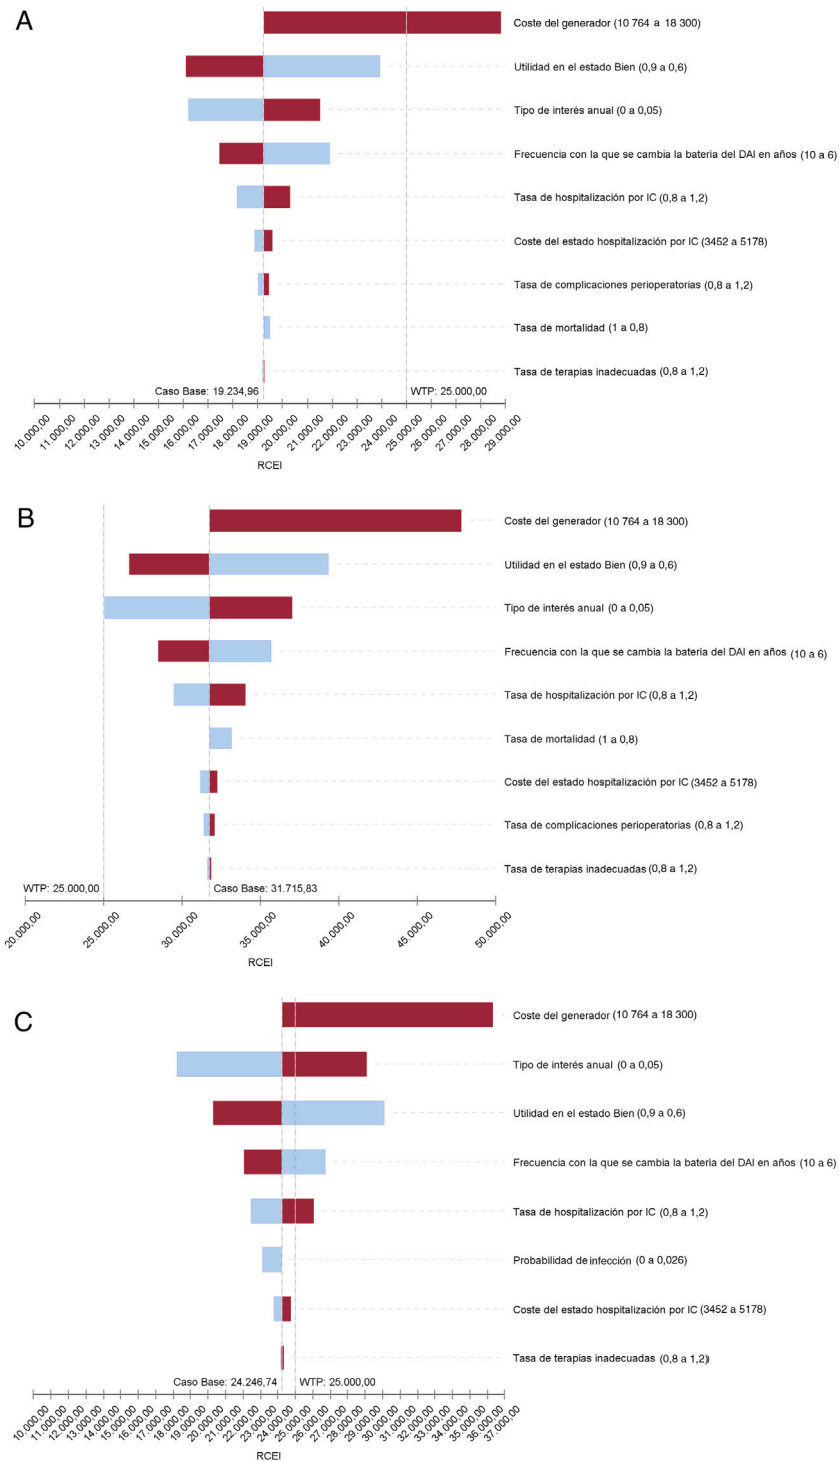 A
Coste del generador (10 764 a 18 300)
Utilidad en el estado Bien (0,9 a 0,6)
Tipo de interés anual (0 a 0,05)
Frecuencia con la que se cambia la batería del DAI en años (10 a 6)
Tasa de hospitalización por IC (0,8 a 1,2)
Coste del estado hospitalización por IC (3452 a 5178)
Tasa de complicaciones perioperatorias (0,8 a 1,2)
Tasa de mortalidad (1 a 0,8)
Tasa de terapias inadecuadas (0,8 a 1,2)
Caso Base: 19.234,96 WTP: 25.000,00
10.000,00 11.000,00 12.000,00 13.000,00 14.000,00 15.000,00 16.000,00 17.000,00 18.000,00 19.000,00 20.000,00 21.000,00 22.000,00 23.000,00 24.000,00 25.000,00 26.000,00 27.000,00 28.000,00 29.000,00
RCEI
B
Coste del generador (10 764 a 18 300)
Utilidad en el estado Bien (0,9 a 0,6)
Tipo de interés anual (0 a 0,05)
Frecuencia con la que se cambia la batería del DAI en años (10 a 6)
Tasa de hospitalización por IC (0,8 a 1,2)
Tasa de mortalidad (1 a 0,8)
Coste del estado hospitalización por IC (3452 a 5178)
Tasa de complicaciones perioperatorias (0,8 a 1,2)
Tasa de terapias inadecuadas (0,8 a 1,2)
WTP: 25.000,00 Caso Base: 31.715,83
20.000,00 25.000,00 30.000,00 35.000,00 40.000,00 45.000,00 50.000,00
RCEI
C
Coste del generador (10 764 a 18 300)
Tipo de interés anual (0 a 0,05)
Utilidad en el estado Bien (0,9 a 0,6)
Frecuencia con la que se cambia la batería del DAI en años (10 a 6)
Tasa de hospitalización por IC (0,8 a 1,2)
Probabilidad de infección (0 a 0,026)
Coste del estado hospitalización por IC (3452 a 5178)
Tasa de terapias inadecuadas (0,8 a 1,2)
Caso Base: 24.246,74 WTP: 25.000,00
10.000,00 11.000,00 12.000,00 13.000,00 14.000,00 15.000,00 16.000,00 17.000,00 18.000,00 19.000,00 20.000,00 21.000,00 22.000,00 23.000,00 24.000,00 25.000,00 26.000,00 27.000,00 28.000,00 29.000,00 30.000,00 31.000,00 32.000,00 33.000,00 34.000,00 35.000,00 36.000,00 37.000,00
RCEI